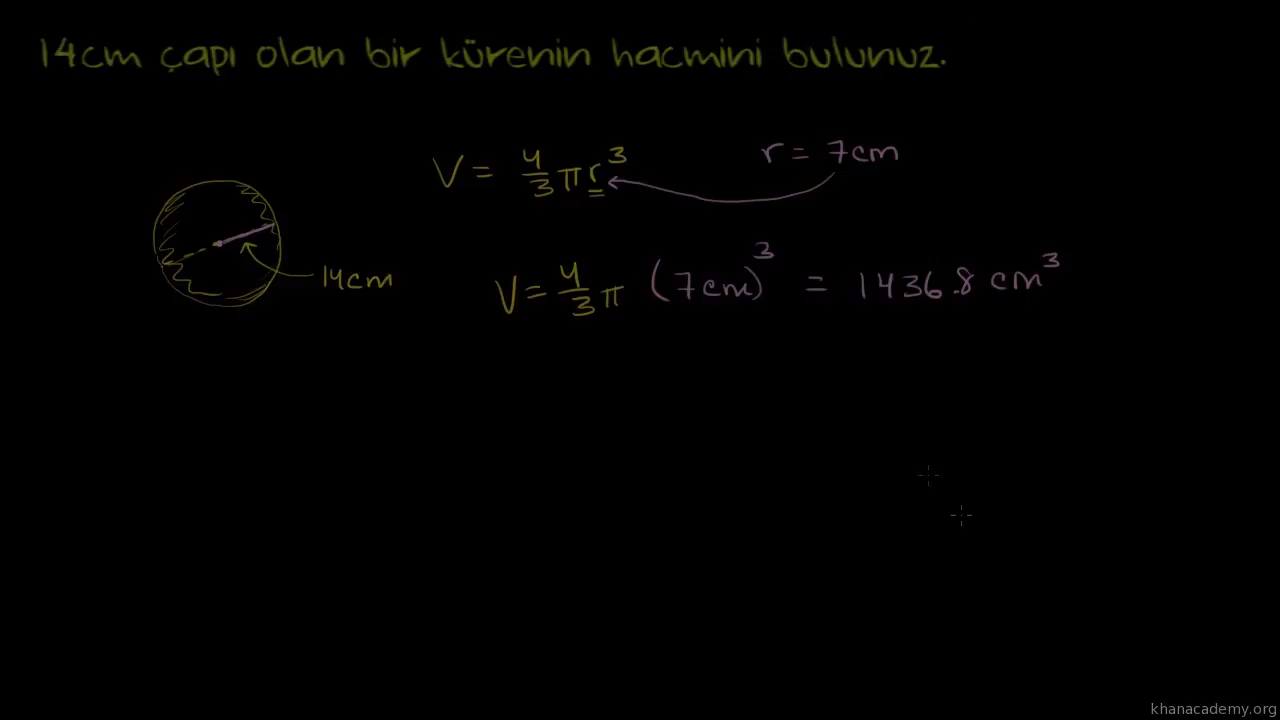 14cm çapı olan bir kürenin hacmini bulunuz.
V = 4/3 π r³
r = 7cm
14cm
V = 4/3 π (7cm)³ = 1436.8 cm³
khanacademy.org